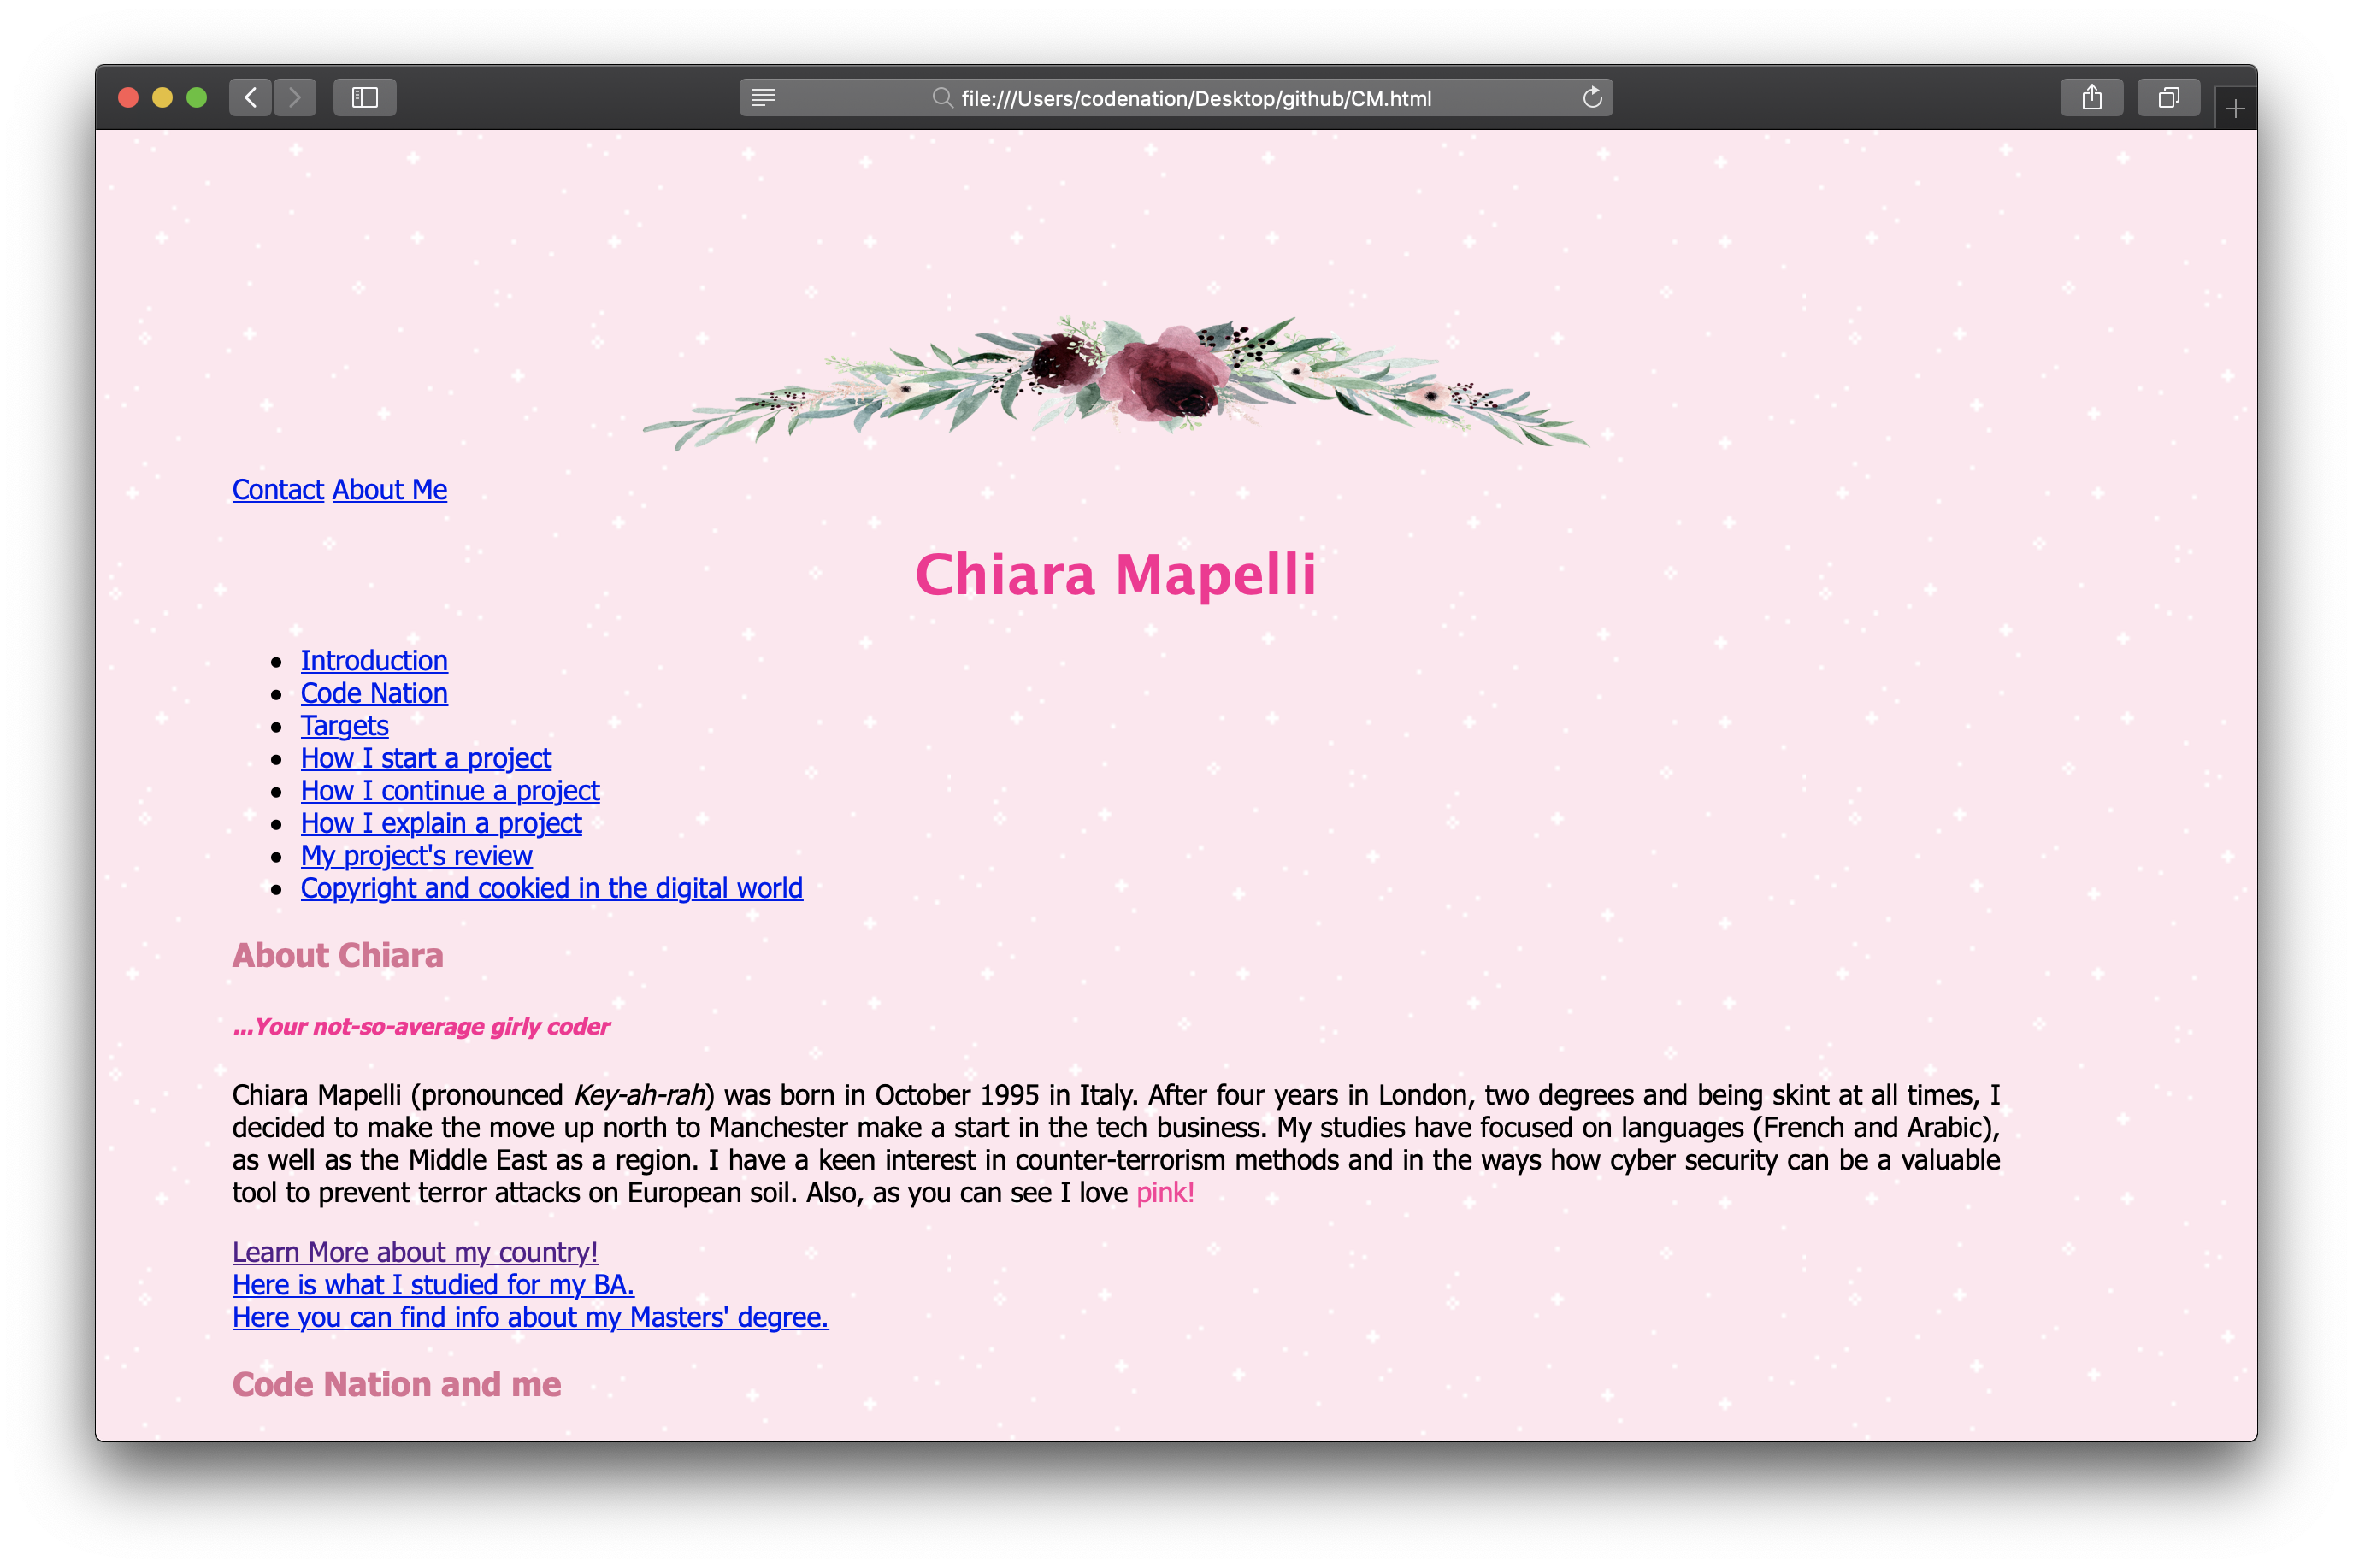 file:///Users/codenation/Desktop/github/CM.html
Contact About Me
Chiara Mapelli
Introduction
Code Nation
Targets
How I start a project
How I continue a project
How I explain a project
My project's review
Copyright and cookied in the digital world
About Chiara
...Your not-so-average girly coder
Chiara Mapelli (pronounced Key-ah-rah) was born in October 1995 in Italy. After four years in London, two degrees and being skint at all times, I
decided to make the move up north to Manchester make a start in the tech business. My studies have focused on languages (French and Arabic),
as well as the Middle East as a region. I have a keen interest in counter-terrorism methods and in the ways how cyber security can be a valuable
tool to prevent terror attacks on European soil. Also, as you can see I love pink!
Learn More about my country!
Here is what I studied for my BA.
Here you can find info about my Masters' degree.
Code Nation and me